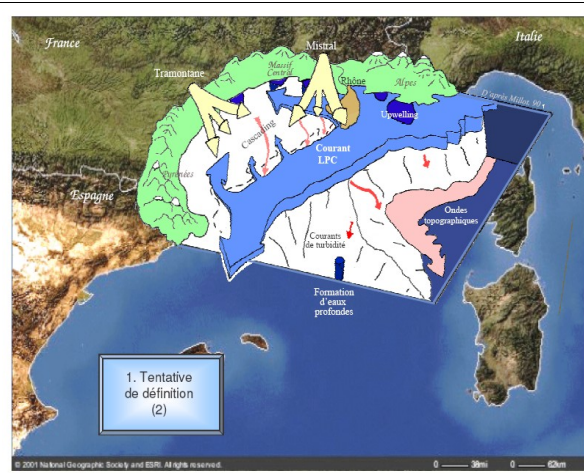 France
Italie
Mistral
Massif
Central
Tramontane
Rhône
Alpes
D'après Millot, 90
Upwelling
Cascading
Courant
LPC
Pyrénées
Espagne
Ondes
topographiques
Courants
de turbidité
Formation
d'eaux
profondes
1. Tentative
de définition
(2)
© 2001 National Geographic Society and ESRI. All rights reserved.
0 38mi 0 62km